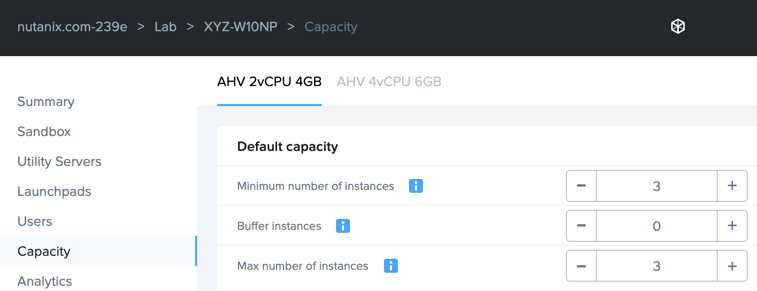 nutanix.com-239e > Lab > XYZ-W10NP > Capacity
AHV 2vCPU 4GB AHV 4vCPU 6GB
Summary
Sandbox
Utility Servers
Launchpads
Users
Capacity
Analytics
Default capacity
Minimum number of instances i − 3 +
Buffer instances i − 0 +
Max number of instances i − 3 +